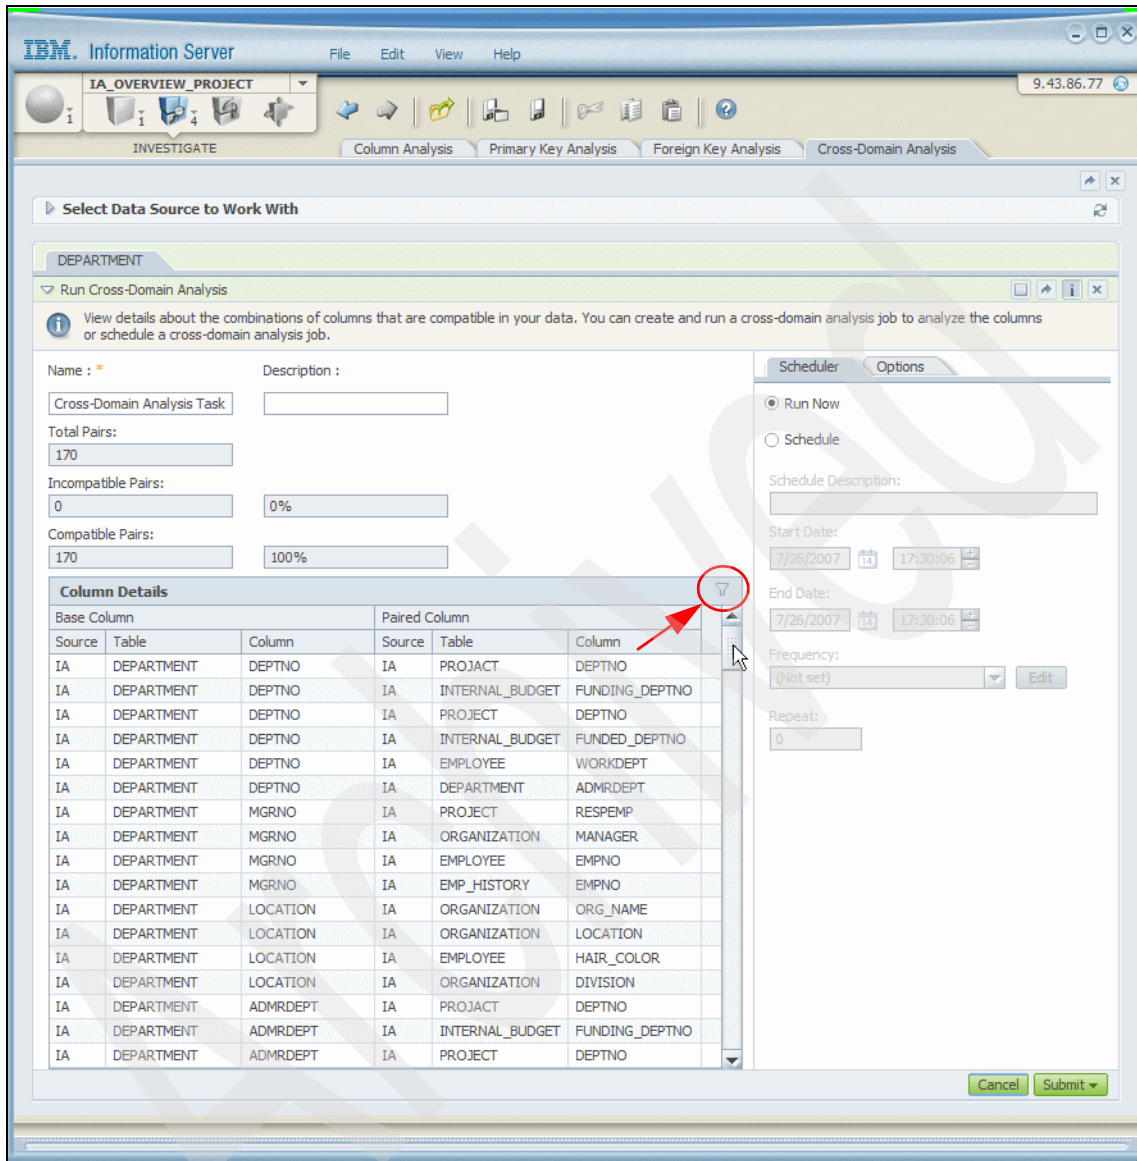 IBM. Information Server File Edit View Help
IA_OVERVIEW_PROJECT 9.43.86.77
1 1 4
INVESTIGATE Column Analysis Primary Key Analysis Foreign Key Analysis Cross-Domain Analysis
Select Data Source to Work With
DEPARTMENT
Run Cross-Domain Analysis
View details about the combinations of columns that are compatible in your data. You can create and run a cross-domain analysis job to analyze the columns
or schedule a cross-domain analysis job.
Name : * Description :
Cross-Domain Analysis Task
Total Pairs:
170
Incompatible Pairs:
0 0%
Compatible Pairs:
170 100%
Scheduler Options
Run Now
Schedule
Schedule Description:
Start Date:
7/26/2007 14 17:30:06
End Date:
7/26/2007 14 17:30:06
Frequency:
(Not set) Edit
Repeat:
0
Column Details
Base Column Paired Column
Source Table Column Source Table Column
IA DEPARTMENT DEPTNO IA PROJACT DEPTNO
IA DEPARTMENT DEPTNO IA INTERNAL_BUDGET FUNDING_DEPTNO
IA DEPARTMENT DEPTNO IA PROJECT DEPTNO
IA DEPARTMENT DEPTNO IA INTERNAL_BUDGET FUNDED_DEPTNO
IA DEPARTMENT DEPTNO IA EMPLOYEE WORKDEPT
IA DEPARTMENT DEPTNO IA DEPARTMENT ADMRDEPT
IA DEPARTMENT MGRNO IA PROJECT RESPEMP
IA DEPARTMENT MGRNO IA ORGANIZATION MANAGER
IA DEPARTMENT MGRNO IA EMPLOYEE EMPNO
IA DEPARTMENT MGRNO IA EMP_HISTORY EMPNO
IA DEPARTMENT LOCATION IA ORGANIZATION ORG_NAME
IA DEPARTMENT LOCATION IA ORGANIZATION LOCATION
IA DEPARTMENT LOCATION IA EMPLOYEE HAIR_COLOR
IA DEPARTMENT LOCATION IA ORGANIZATION DIVISION
IA DEPARTMENT ADMRDEPT IA PROJACT DEPTNO
IA DEPARTMENT ADMRDEPT IA INTERNAL_BUDGET FUNDING_DEPTNO
IA DEPARTMENT ADMRDEPT IA PROJECT DEPTNO
Cancel Submit
Archived